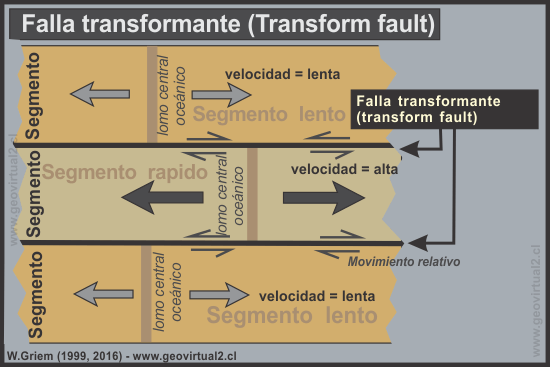 Falla transformante (Transform fault)
Segmento
lomo central
oceánico
velocidad = lenta
Segmento lento
Falla transformante
(transform fault)
Segmento
Segmento rapido
lomo central
oceánico
velocidad = alta
Movimiento relativo
Segmento
lomo central
oceánico
velocidad = lenta
Segmento lento
W.Griem (1999, 2016) - www.geovirtual2.cl
www.geovirtual2.cl
www.geovirtual2.cl